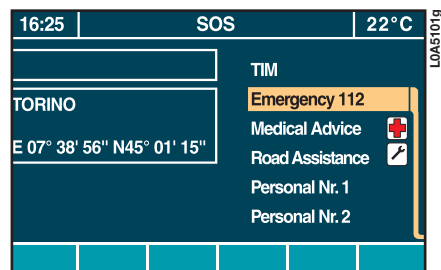 16:25 SOS 22°C
TIM
Emergency 112
TORINO
Medical Advice
E 07° 38' 56" N45° 01' 15"
Road Assistance
Personal Nr. 1
Personal Nr. 2
L0A5101g